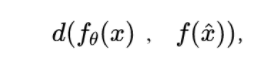 d(f_θ(x) , f(x̂)),